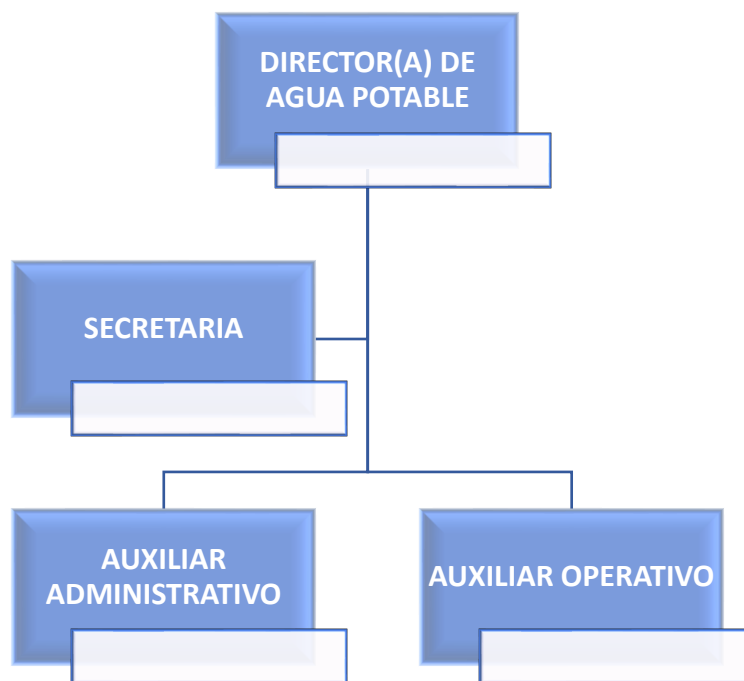 DIRECTOR(A) DE
AGUA POTABLE
SECRETARIA
AUXILIAR
ADMINISTRATIVO
AUXILIAR OPERATIVO